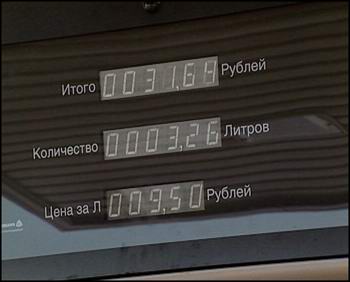 Итого 0031,64 Рублей
Количество 0003,26 Литров
Цена за Л 009,50 Рублей